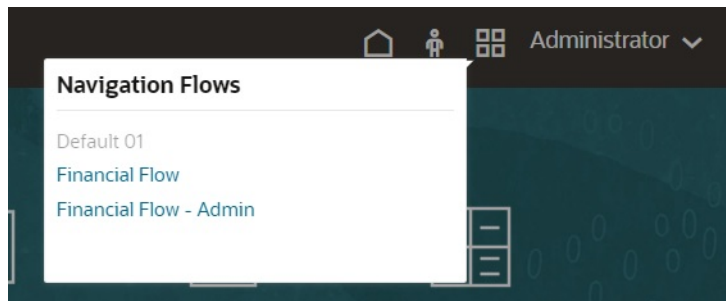 Administrator
Navigation Flows
Default 01
Financial Flow
Financial Flow - Admin